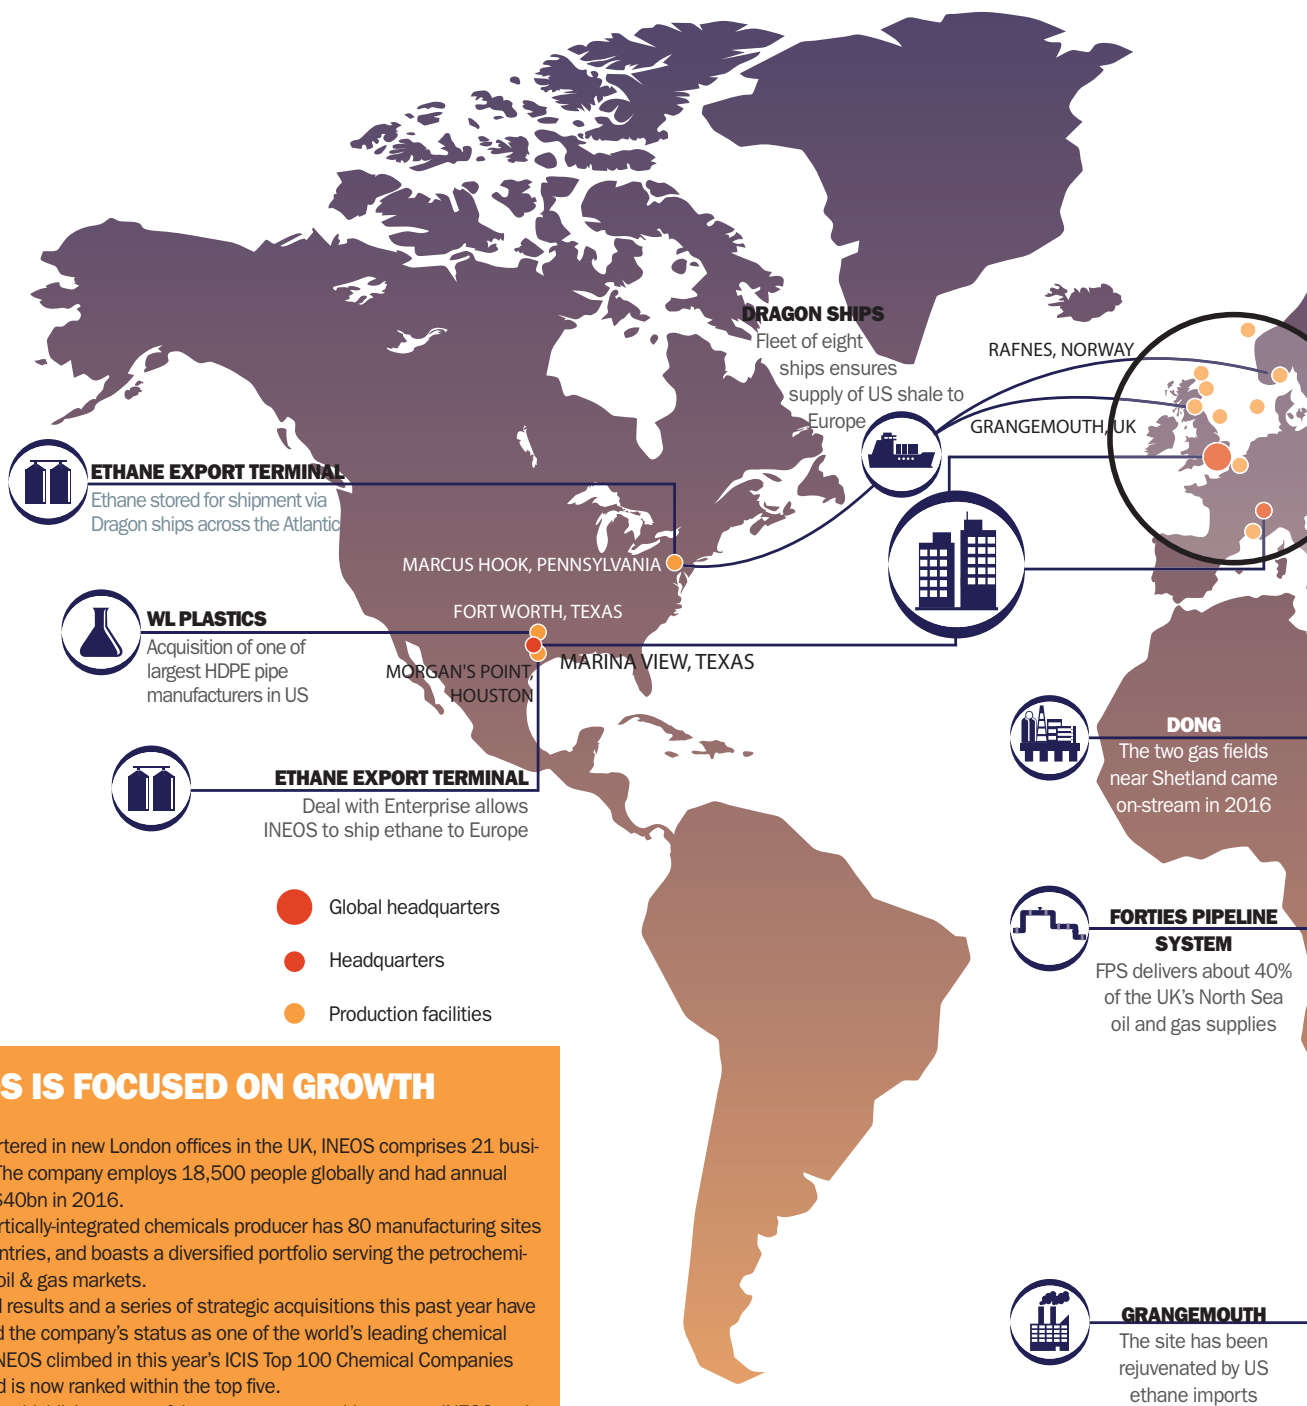 DRAGON SHIPS
Fleet of eight
ships ensures
supply of US shale to
Europe
RAFNES, NORWAY
GRANGEMOUTH, UK
ETHANE EXPORT TERMINAL
Ethane stored for shipment via
Dragon ships across the Atlantic
MARCUS HOOK, PENNSYLVANIA
WL PLASTICS
Acquisition of one of
largest HDPE pipe
manufacturers in US
FORT WORTH, TEXAS
MARINA VIEW, TEXAS
MORGAN'S POINT,
HOUSTON
ETHANE EXPORT TERMINAL
Deal with Enterprise allows
INEOS to ship ethane to Europe
DONG
The two gas fields
near Shetland came
on-stream in 2016
FORTIES PIPELINE
SYSTEM
FPS delivers about 40%
of the UK's North Sea
oil and gas supplies
GRANGEMOUTH
The site has been
rejuvenated by US
ethane imports
Global headquarters
Headquarters
Production facilities
S IS FOCUSED ON GROWTH
rtered in new London offices in the UK, INEOS comprises 21 busi-
The company employs 18,500 people globally and had annual
$40bn in 2016.
rtically-integrated chemicals producer has 80 manufacturing sites
ntries, and boasts a diversified portfolio serving the petrochemi-
oil & gas markets.
l results and a series of strategic acquisitions this past year have
d the company's status as one of the world's leading chemical
NEOS climbed in this year's ICIS Top 100 Chemical Companies
d is now ranked within the top five.